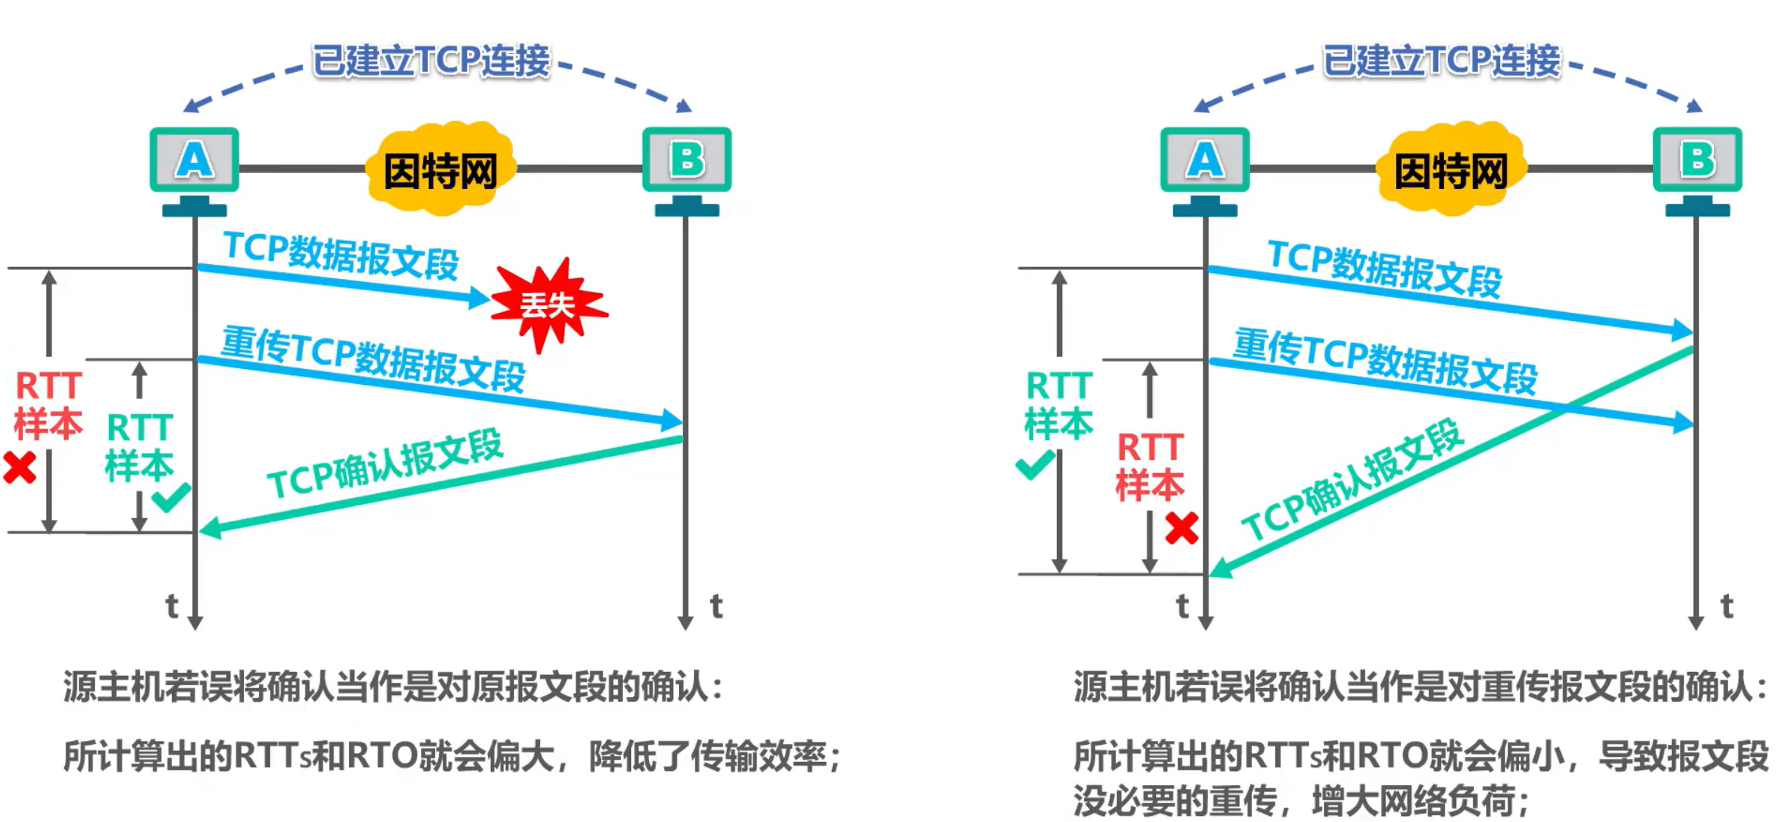 已建立TCP连接
A
因特网
B
TCP数据报文段
丢失
重传TCP数据报文段
RTT
样本
RTT
样本
TCP确认报文段
t
t
源主机若误将确认当作是对原报文段的确认：
所计算出的RTTs和RTO就会偏大，降低了传输效率；
已建立TCP连接
A
因特网
B
TCP数据报文段
重传TCP数据报文段
RTT
样本
RTT
样本
TCP确认报文段
t
t
源主机若误将确认当作是对重传报文段的确认：
所计算出的RTTs和RTO就会偏小，导致报文段
没必要的重传，增大网络负荷；